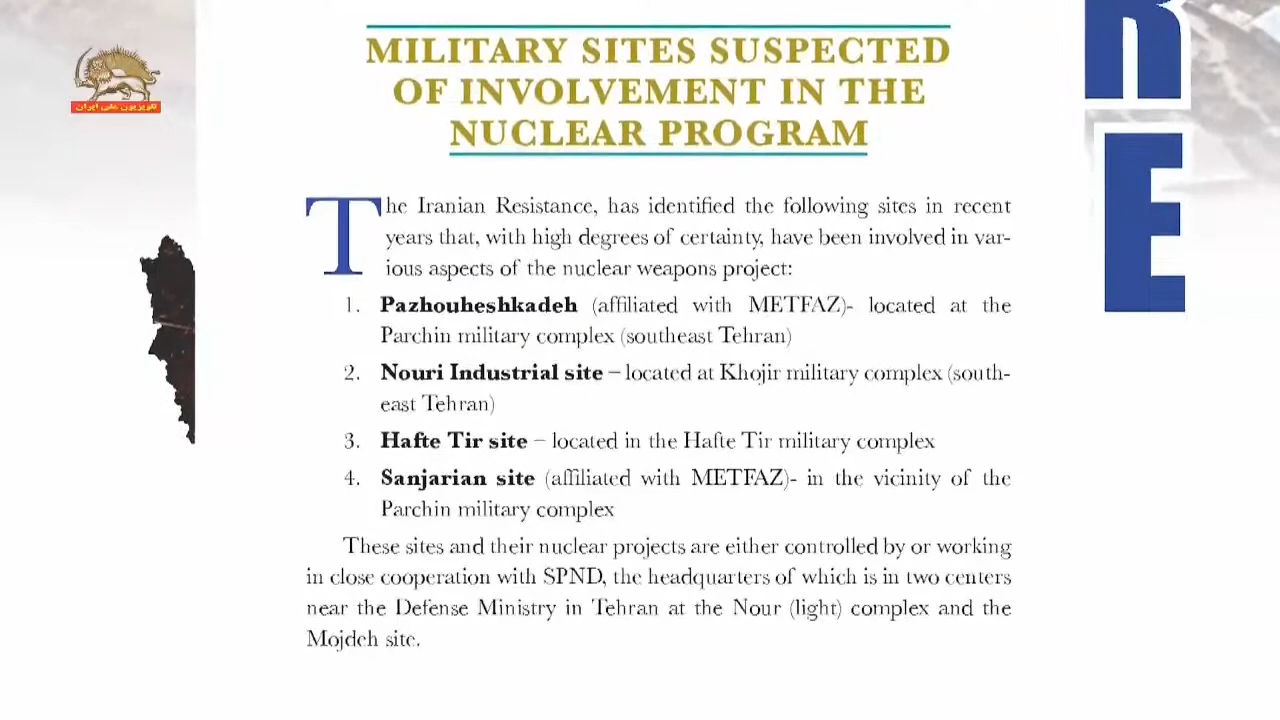 MILITARY SITES SUSPECTED
OF INVOLVEMENT IN THE
NUCLEAR PROGRAM
The Iranian Resistance, has identified the following sites in recent
years that, with high degrees of certainty, have been involved in var-
ious aspects of the nuclear weapons project:
1. Pazhouheshkadeh (affiliated with METFAZ)- located at the
Parchin military complex (southeast Tehran)
2. Nouri Industrial site – located at Khojir military complex (south-
east Tehran)
3. Hafte Tir site – located in the Hafte Tir military complex
4. Sanjarian site (affiliated with METFAZ)- in the vicinity of the
Parchin military complex
These sites and their nuclear projects are either controlled by or working
in close cooperation with SPND, the headquarters of which is in two centers
near the Defense Ministry in Tehran at the Nour (light) complex and the
Mojdeh site.
تلویزیون ملی ایران
R
E